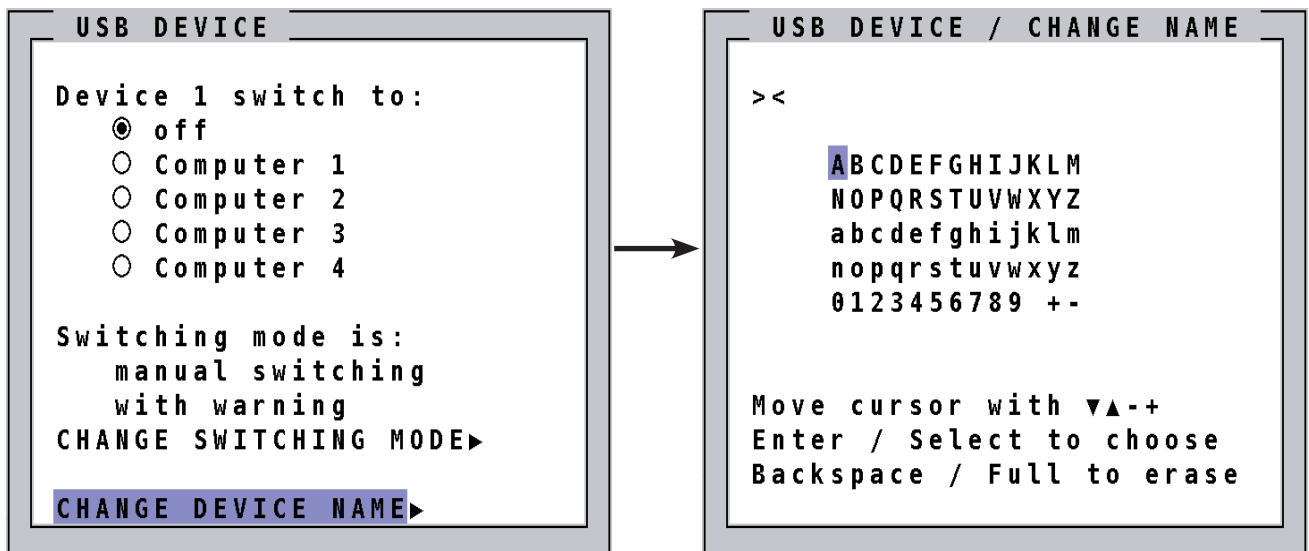 USB DEVICE
Device 1 switch to:
off
Computer 1
Computer 2
Computer 3
Computer 4
Switching mode is:
manual switching
with warning
CHANGE SWITCHING MODE▶
CHANGE DEVICE NAME▶
USB DEVICE / CHANGE NAME
><
ABCDEFGHIJKLM
NOPQRSTUVWXYZ
abcdefghijklm
nopqrstuvwxyz
0123456789 +-
Move cursor with ▼▲-+
Enter / Select to choose
Backspace / Full to erase